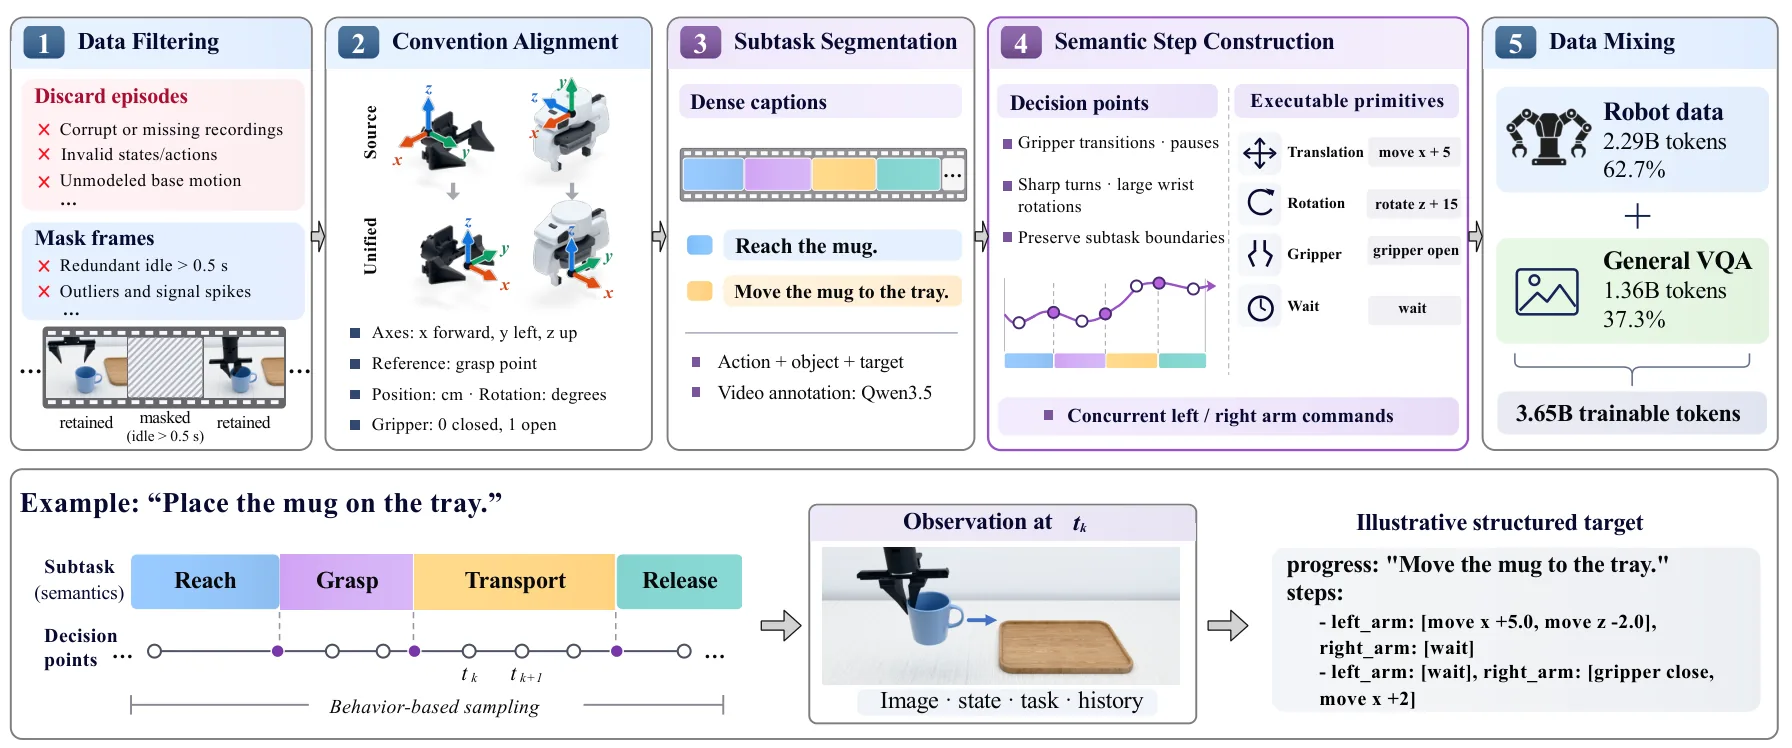 1 Data Filtering
Discard episodes
Corrupt or missing recordings
Invalid states/actions
Unmodeled base motion
...
Mask frames
Redundant idle > 0.5 s
Outliers and signal spikes
...
... ...
retained masked retained
(idle > 0.5 s)
2 Convention Alignment
Source
z
x
y
y
z
x
Unified
z
y
x
z
y
x
Axes: x forward, y left, z up
Reference: grasp point
Position: cm · Rotation: degrees
Gripper: 0 closed, 1 open
3 Subtask Segmentation
Dense captions
...
Reach the mug.
Move the mug to the tray.
Action + object + target
Video annotation: Qwen3.5
4 Semantic Step Construction
Decision points
Gripper transitions · pauses
Sharp turns · large wrist
rotations
Preserve subtask boundaries
Executable primitives
Translation move x + 5
Rotation rotate z + 15
Gripper gripper open
Wait wait
Concurrent left / right arm commands
5 Data Mixing
Robot data
2.29B tokens
62.7%
+
General VQA
1.36B tokens
37.3%
3.65B trainable tokens
Example: “Place the mug on the tray.”
Subtask
(semantics)
Reach Grasp Transport Release
Decision
points
... ...
t_k t_{k+1}
Behavior-based sampling
Observation at t_k
Image · state · task · history
Illustrative structured target
progress: "Move the mug to the tray."
steps:
- left_arm: [move x +5.0, move z -2.0],
right_arm: [wait]
- left_arm: [wait], right_arm: [gripper close,
move x +2]